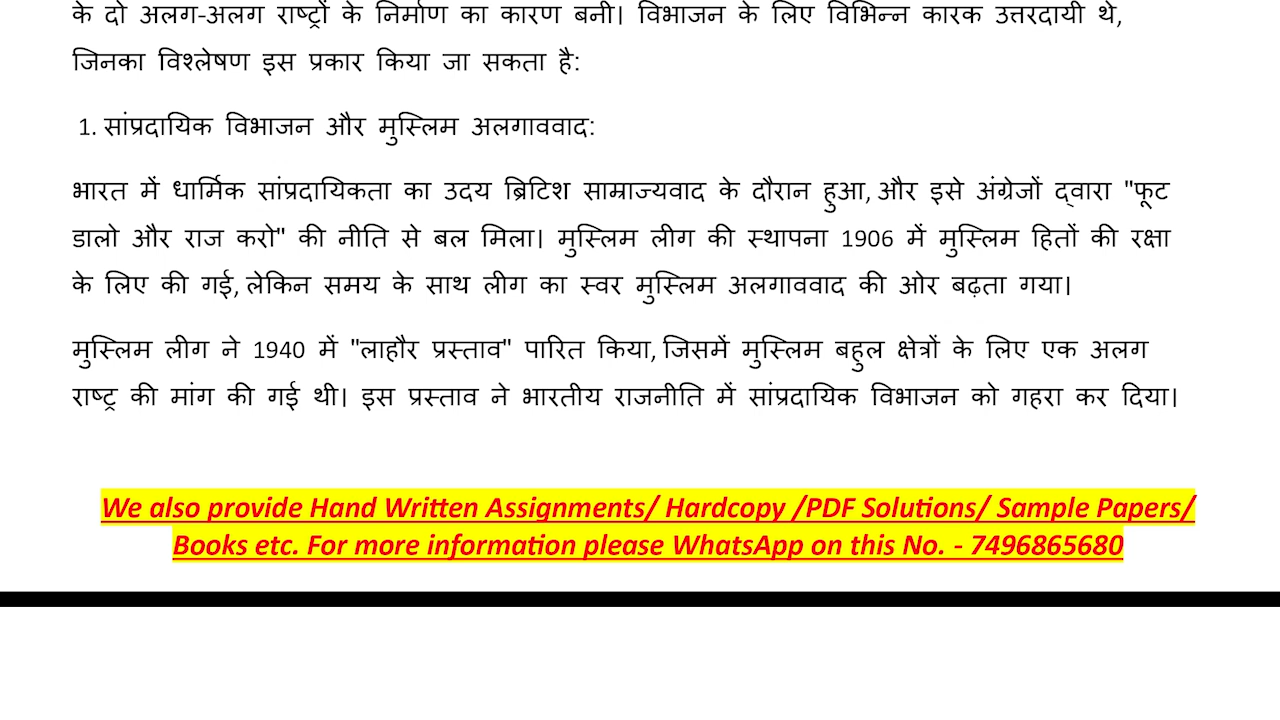 के दो अलग-अलग राष्ट्रों के निर्माण का कारण बनी। विभाजन के लिए विभिन्न कारक उत्तरदायी थे,
जिनका विश्लेषण इस प्रकार किया जा सकता है:
1. सांप्रदायिक विभाजन और मुस्लिम अलगाववाद:
भारत में धार्मिक सांप्रदायिकता का उदय ब्रिटिश साम्राज्यवाद के दौरान हुआ, और इसे अंग्रेजों द्वारा "फूट
डालो और राज करो" की नीति से बल मिला। मुस्लिम लीग की स्थापना 1906 में मुस्लिम हितों की रक्षा
के लिए की गई, लेकिन समय के साथ लीग का स्वर मुस्लिम अलगाववाद की ओर बढ़ता गया।
मुस्लिम लीग ने 1940 में "लाहौर प्रस्ताव" पारित किया, जिसमें मुस्लिम बहुल क्षेत्रों के लिए एक अलग
राष्ट्र की मांग की गई थी। इस प्रस्ताव ने भारतीय राजनीति में सांप्रदायिक विभाजन को गहरा कर दिया।
We also provide Hand Written Assignments/ Hardcopy /PDF Solutions/ Sample Papers/
Books etc. For more information please WhatsApp on this No. - 7496865680